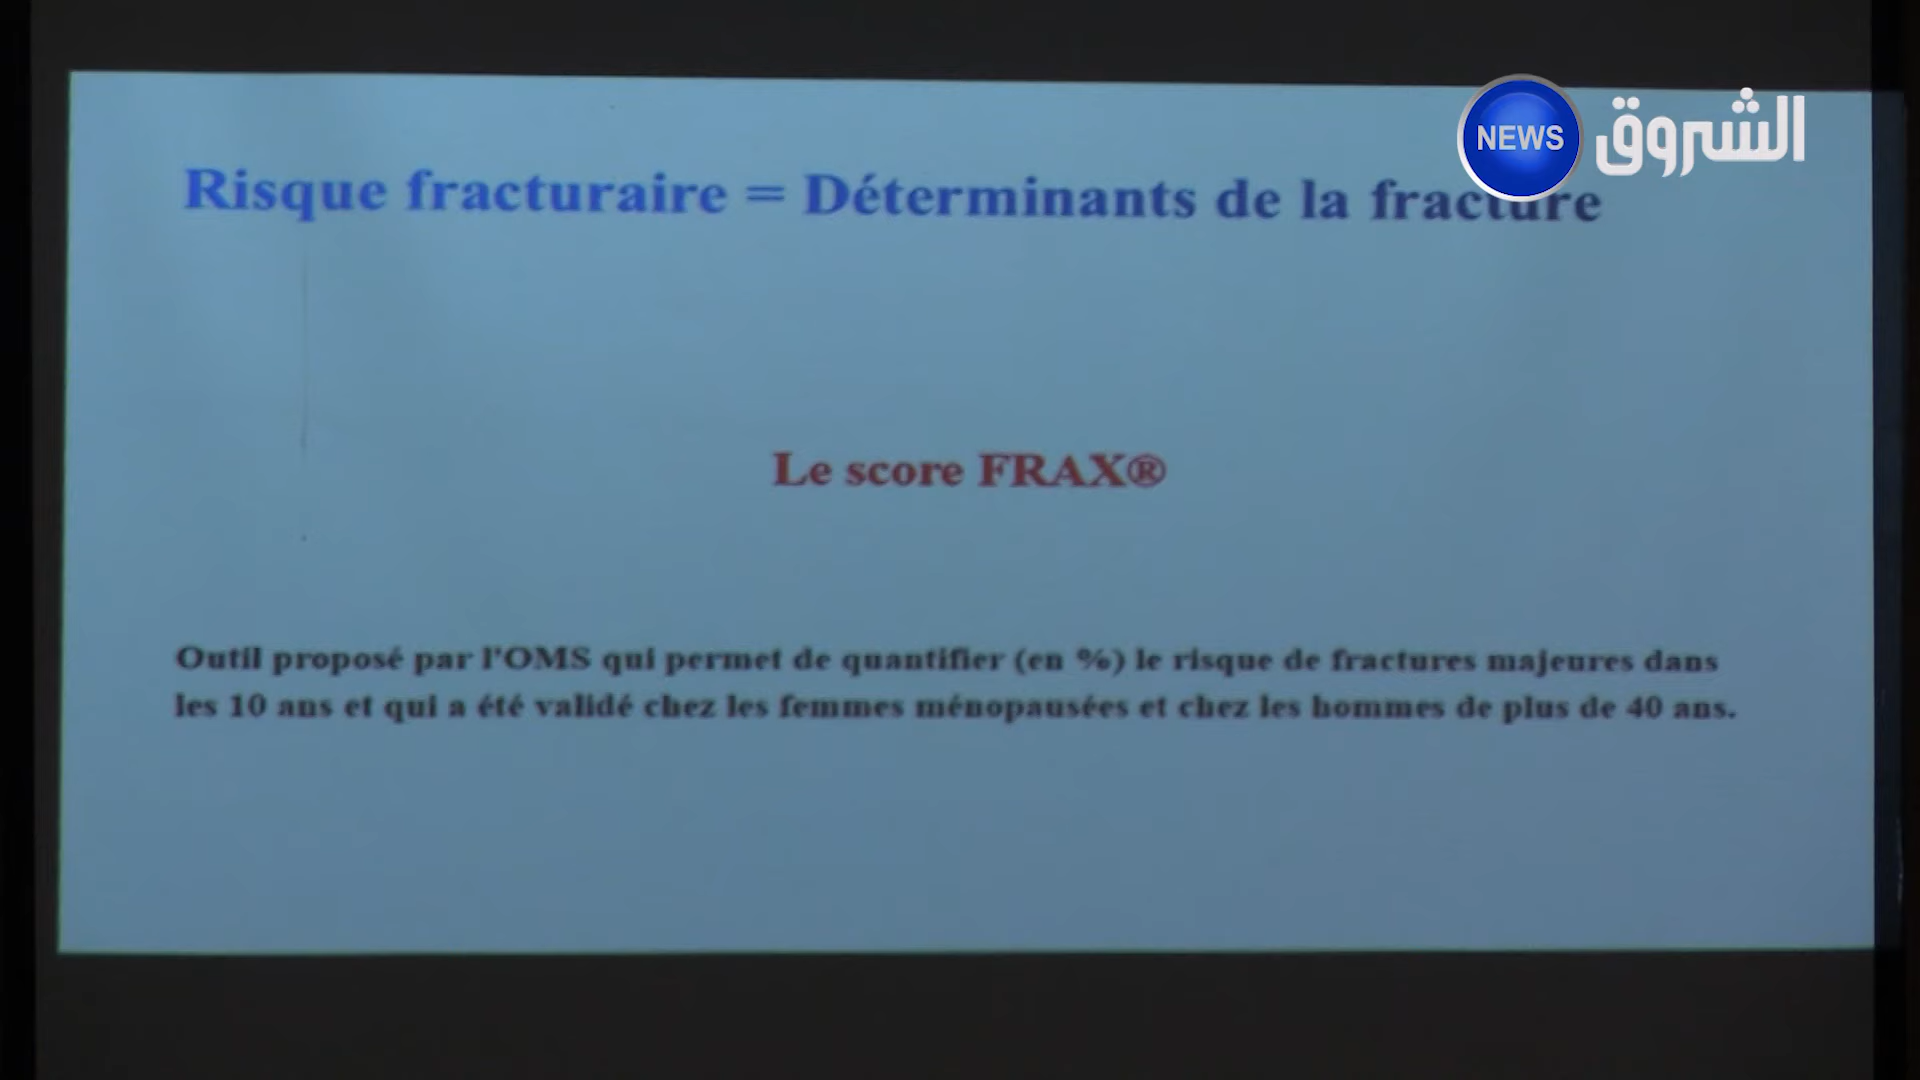 NEWS
الشروق
Risque fracturaire = Déterminants de la fracture
Le score FRAX®
Outil proposé par l'OMS qui permet de quantifier (en %) le risque de fractures majeures dans
les 10 ans et qui a été validé chez les femmes ménopausées et chez les hommes de plus de 40 ans.